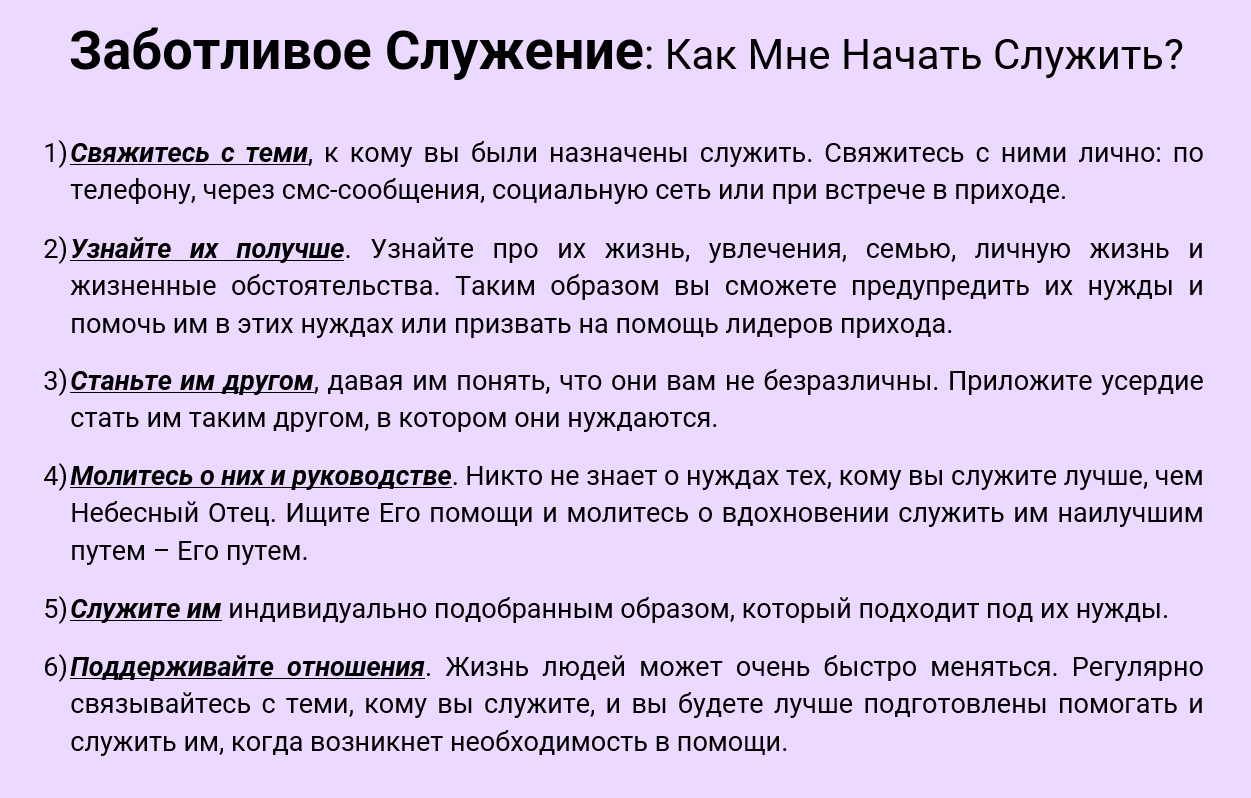 Заботливое Служение: Как Мне Начать Служить?
1) Свяжитесь с теми, к кому вы были назначены служить. Свяжитесь с ними лично: по
телефону, через смс-сообщения, социальную сеть или при встрече в приходе.
2) Узнайте их получше. Узнайте про их жизнь, увлечения, семью, личную жизнь и
жизненные обстоятельства. Таким образом вы сможете предупредить их нужды и
помочь им в этих нуждах или призвать на помощь лидеров прихода.
3) Станьте им другом, давая им понять, что они вам не безразличны. Приложите усердие
стать им таким другом, в котором они нуждаются.
4) Молитесь о них и руководстве. Никто не знает о нуждах тех, кому вы служите лучше, чем
Небесный Отец. Ищите Его помощи и молитесь о вдохновении служить им наилучшим
путем – Его путем.
5) Служите им индивидуально подобранным образом, который подходит под их нужды.
6) Поддерживайте отношения. Жизнь людей может очень быстро меняться. Регулярно
связывайтесь с теми, кому вы служите, и вы будете лучше подготовлены помогать и
служить им, когда возникнет необходимость в помощи.